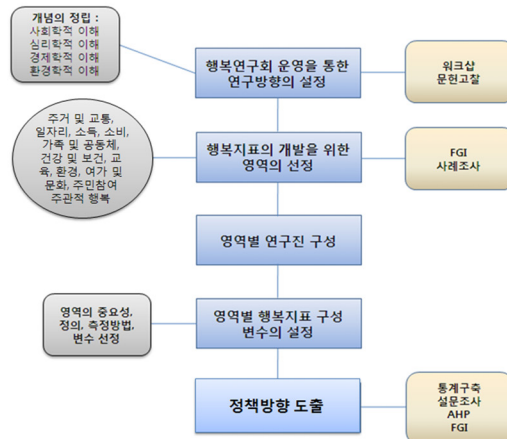 개념의 정립 :
사회학적 이해
심리학적 이해
경제학적 이해
환경학적 이해
행복연구회 운영을 통한
연구방향의 설정
워크샵
문헌고찰
주거 및 교통,
일자리, 소득, 소비,
가족 및 공동체,
건강 및 보건, 교
육, 환경, 여가 및
문화, 주민참여
주관적 행복
행복지표의 개발을 위한
영역의 선정
FGI
사례조사
영역별 연구진 구성
영역의 중요성,
정의, 측정방법,
변수 선정
영역별 행복지표 구성
변수의 설정
정책방향 도출
통계구축
설문조사
AHP
FGI